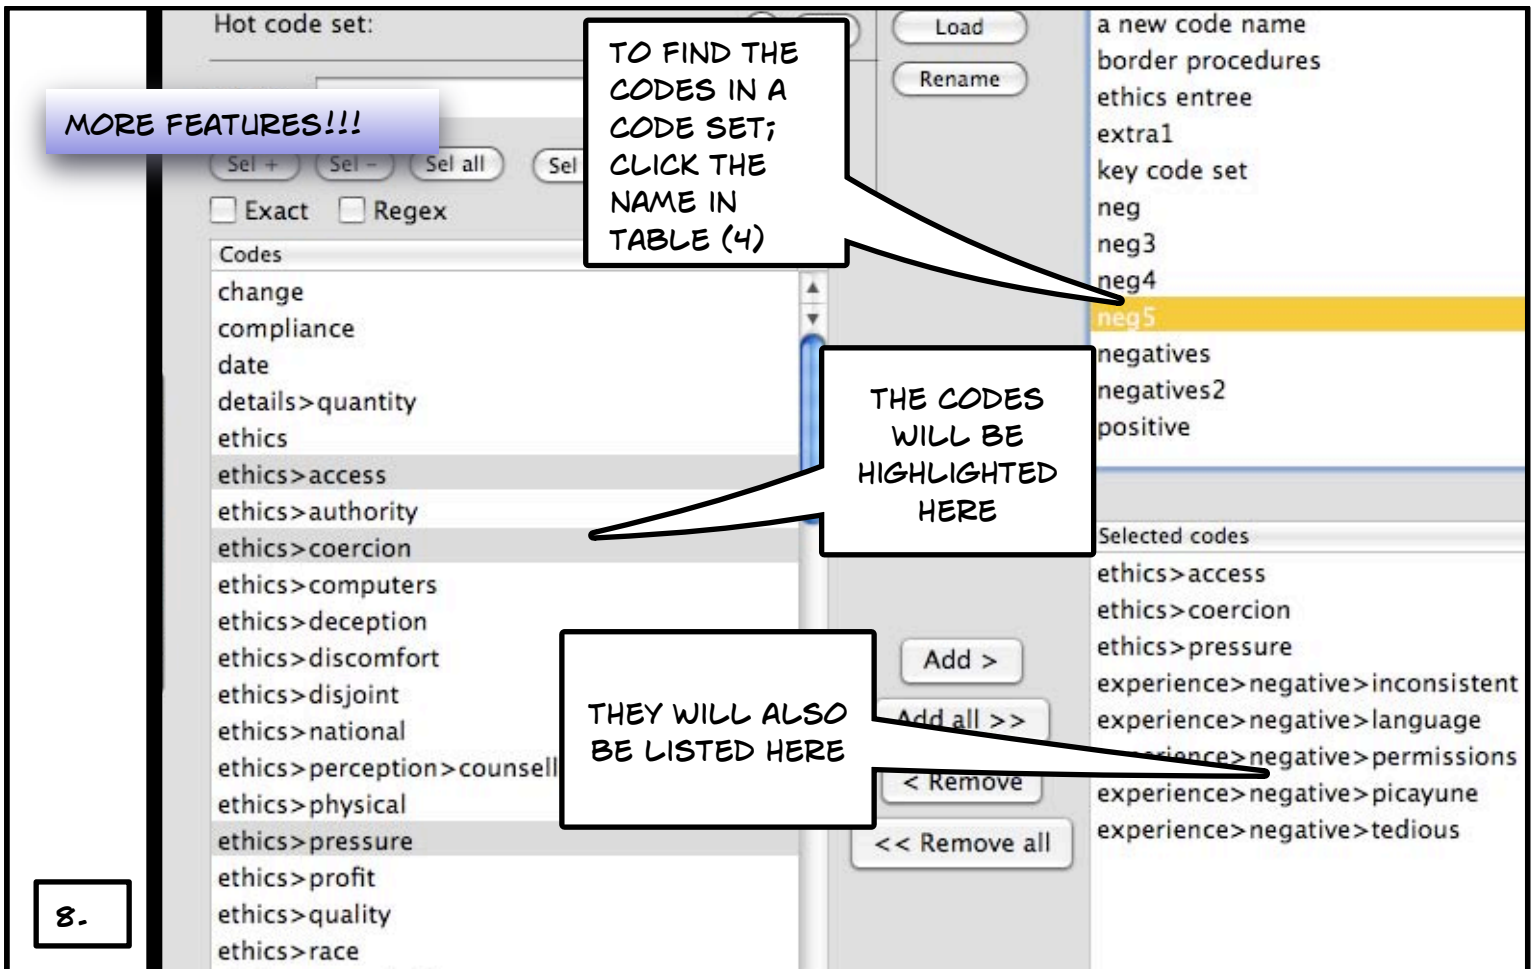 Hot code set:
MORE FEATURES!!!
Sel +
Sel -
Sel all
Sel
Exact
Regex
Codes
change
compliance
date
details>quantity
ethics
ethics>access
ethics>authority
ethics>coercion
ethics>computers
ethics>deception
ethics>discomfort
ethics>disjoint
ethics>national
ethics>perception>counsell
ethics>physical
ethics>pressure
ethics>profit
ethics>quality
ethics>race
TO FIND THE
CODES IN A
CODE SET;
CLICK THE
NAME IN
TABLE (4)
Load
Rename
a new code name
border procedures
ethics entree
extra1
key code set
neg
neg3
neg4
neg5
negatives
negatives2
positive
THE CODES
WILL BE
HIGHLIGHTED
HERE
THEY WILL ALSO
BE LISTED HERE
Add >
Add all >>
< Remove
<< Remove all
Selected codes
ethics>access
ethics>coercion
ethics>pressure
experience>negative>inconsistent
experience>negative>language
experience>negative>permissions
experience>negative>picayune
experience>negative>tedious
8.